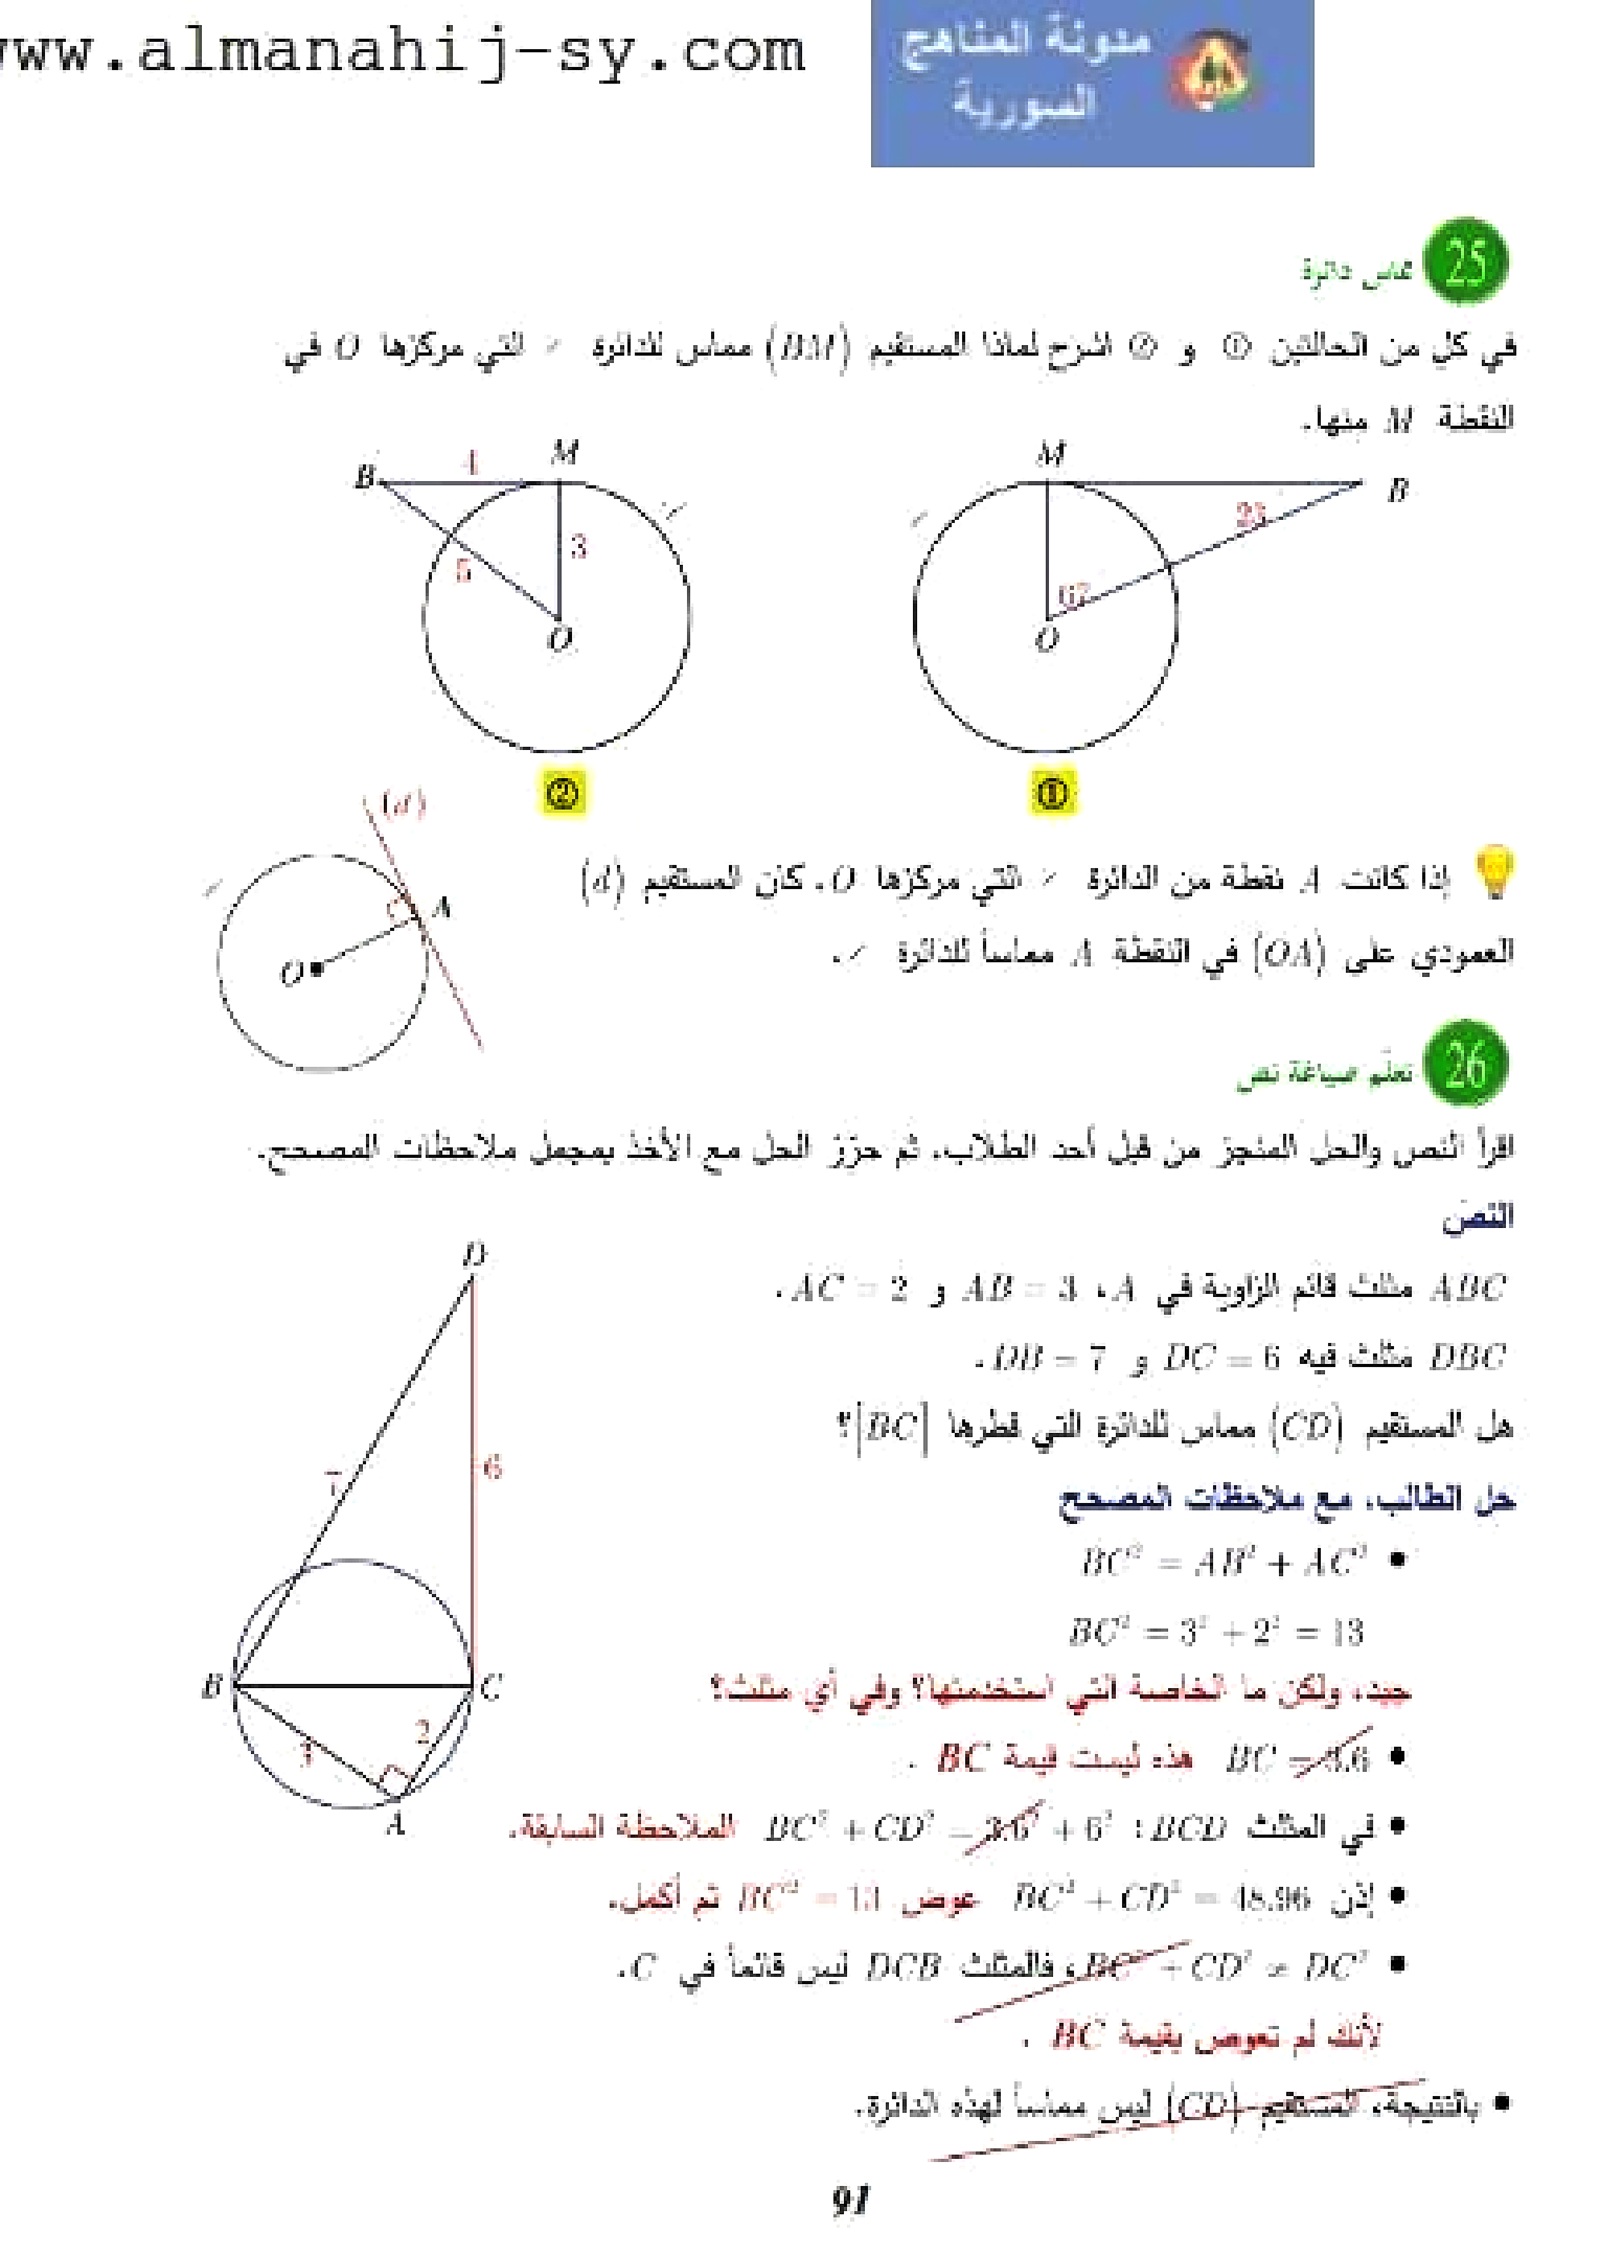 www.almanahij-sy.com
مدونة المناهج
السورية
25 مماس دائرة
في كل من الحالتين ① و ② اشرح لماذا المستقيم (BM) مماس للدائرة التي مركزها O في
النقطة M منها.
M B 23 67 O
B 4 M 3 5 O
② ①
(d) A O
إذا كانت A نقطة من الدائرة التي مركزها O، كان المستقيم (d)
العمودي على (OA) في النقطة A مماساً للدائرة
26 تعلّم صياغة نص
اقرأ النص والحل المنجز من قبل أحد الطلاب، ثم حرّر الحل مع الأخذ بمجمل ملاحظات المصحح.
النصّ
ABC مثلث قائم الزاوية في A، AB = 3 و AC = 2.
DBC مثلث فيه DC = 6 و DB = 7.
هل المستقيم (CD) مماس للدائرة التي قطرها [BC]؟
D 7 6 B C 3 2 A
حل الطالب، مع ملاحظات المصحح
• BC² = AB² + AC²
BC² = 3² + 2² = 13
جيد، ولكن ما الخاصة التي استخدمتها؟ وفي أي مثلث؟
• BC = 3.6 هذه ليست قيمة BC .
• في المثلث BCD: BC² + CD² = 3.6² + 6² الملاحظة السابقة.
• إذن BC² + CD² = 48.96 عوض BC² = 13 ثم أكمل.
• BC² + CD² ≠ DC²، فالمثلث DCB ليس قائماً في C.
لأنك لم تعوض بقيمة BC .
• بالنتيجة، المستقيم (CD) ليس مماساً لهذه الدائرة.
91